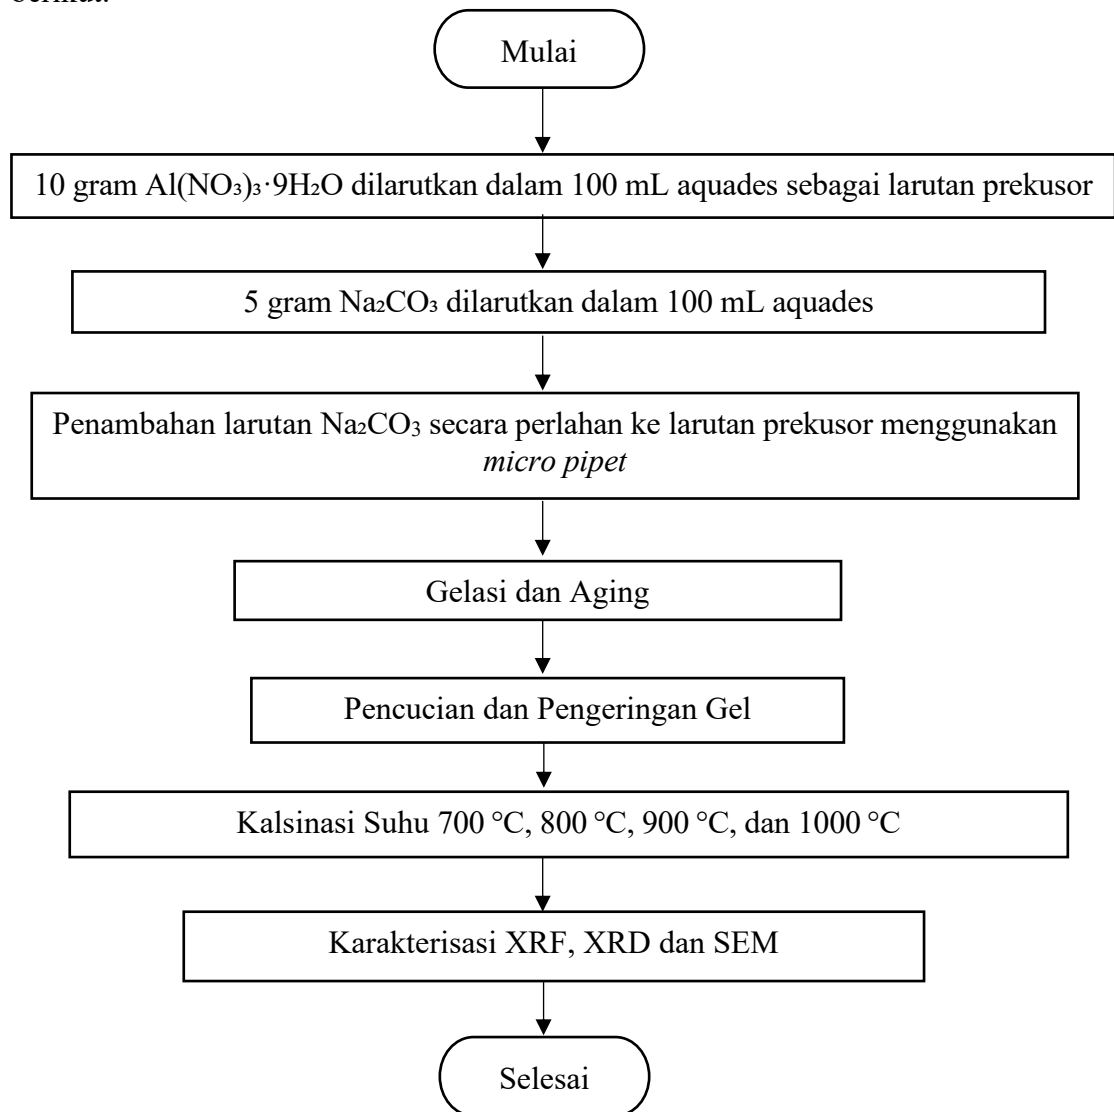 berikut:
Mulai
10 gram Al(NO₃)₃·9H₂O dilarutkan dalam 100 mL aquades sebagai larutan prekusor
5 gram Na₂CO₃ dilarutkan dalam 100 mL aquades
Penambahan larutan Na₂CO₃ secara perlahan ke larutan prekusor menggunakan
micro pipet
Gelasi dan Aging
Pencucian dan Pengeringan Gel
Kalsinasi Suhu 700 °C, 800 °C, 900 °C, dan 1000 °C
Karakterisasi XRF, XRD dan SEM
Selesai